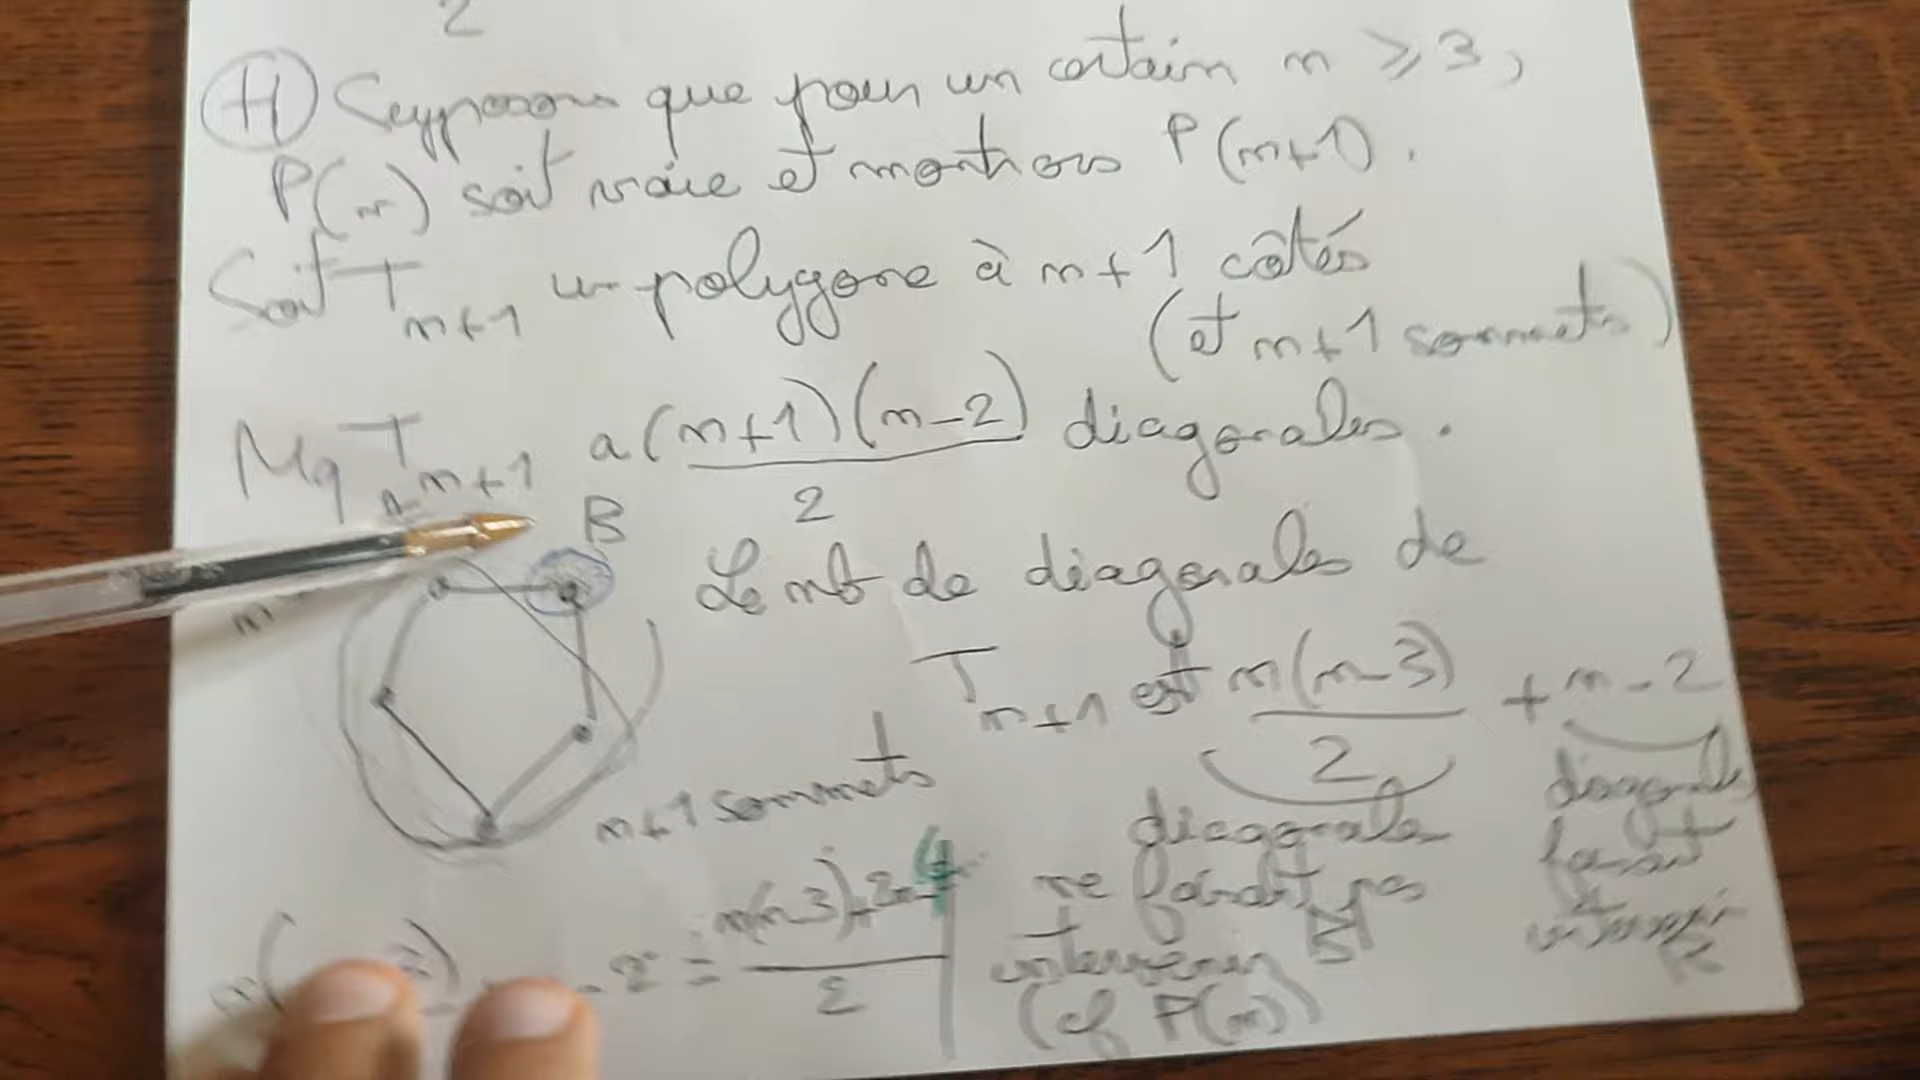 2
(H) Supposons que pour un certain n ≥ 3,
P(n) soit vraie et montrons P(n+1).
Soit T_{n+1} un polygone à n+1 côtés
(et n+1 sommets)
Mq T_{n+1} a (n+1)(n-2)/2 diagonales.
B
Le nb de diagonales de
T_{n+1} est n(n-3)/2 + n-2
n+1 sommets
diagonales
ne faisant pas
intervenir B
(cf P(n))
diagonales
faisant
intervenir
B
- 2 = n(n-3)+2n-4
2